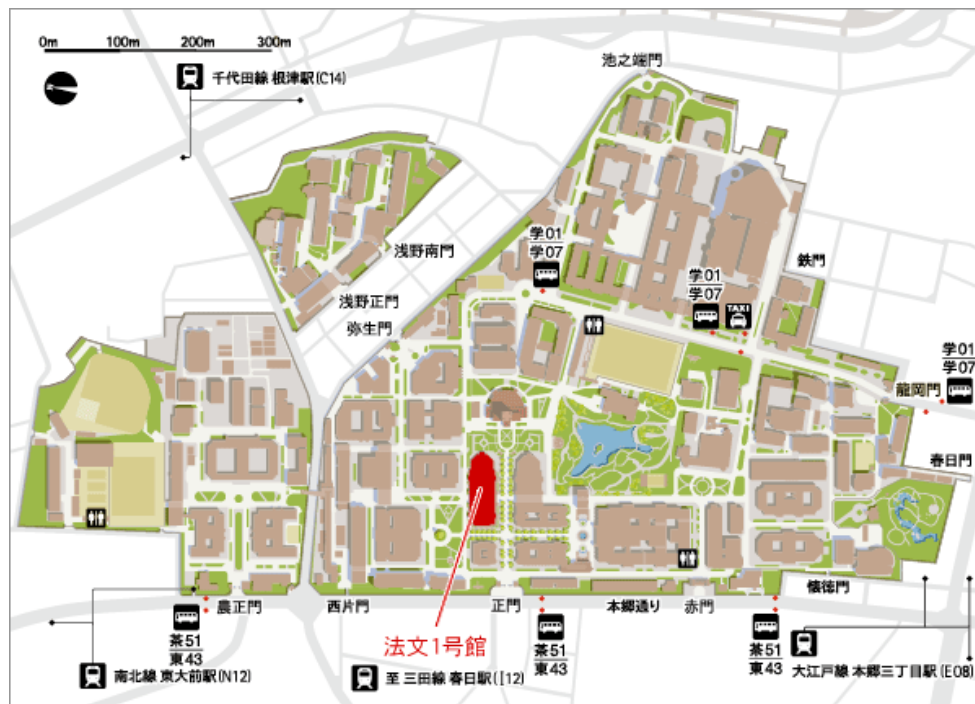 0m 100m 200m 300m
千代田線 根津駅(C14)
池之端門
浅野南門
学01
学07
浅野正門
弥生門
学01
学07
TAXI
鉄門
学01
学07
龍岡門
春日門
農正門
西片門
正門
本郷通り
赤門
懐徳門
茶51
東43
法文1号館
茶51
東43
茶51
東43
南北線 東大前駅(N12)
至 三田線 春日駅(I12)
大江戸線 本郷三丁目駅(E08)